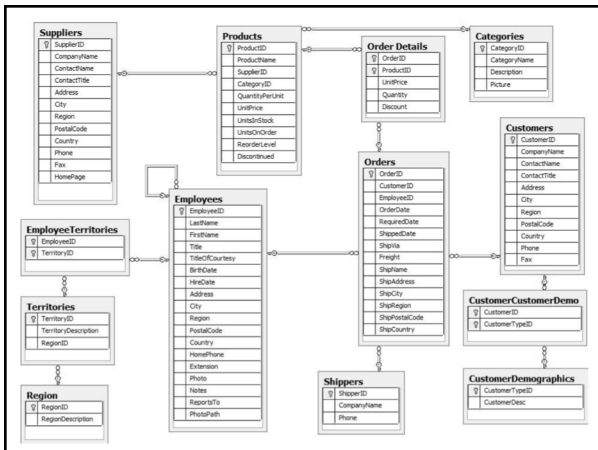 Suppliers
SupplierID
CompanyName
ContactName
ContactTitle
Address
City
Region
PostalCode
Country
Phone
Fax
HomePage
Products
ProductID
ProductName
SupplierID
CategoryID
QuantityPerUnit
UnitPrice
UnitsInStock
UnitsOnOrder
ReorderLevel
Discontinued
Order Details
OrderID
ProductID
UnitPrice
Quantity
Discount
Categories
CategoryID
CategoryName
Description
Picture
Customers
CustomerID
CompanyName
ContactName
ContactTitle
Address
City
Region
PostalCode
Country
Phone
Fax
Orders
OrderID
CustomerID
EmployeeID
OrderDate
RequiredDate
ShippedDate
ShipVia
Freight
ShipName
ShipAddress
ShipCity
ShipRegion
ShipPostalCode
ShipCountry
Employees
EmployeeID
LastName
FirstName
Title
TitleOfCourtesy
BirthDate
HireDate
Address
City
Region
PostalCode
Country
HomePhone
Extension
Photo
Notes
ReportsTo
PhotoPath
EmployeeTerritories
EmployeeID
TerritoryID
Territories
TerritoryID
TerritoryDescription
RegionID
Region
RegionID
RegionDescription
Shippers
ShipperID
CompanyName
Phone
CustomerCustomerDemo
CustomerID
CustomerTypeID
CustomerDemographics
CustomerTypeID
CustomerDesc